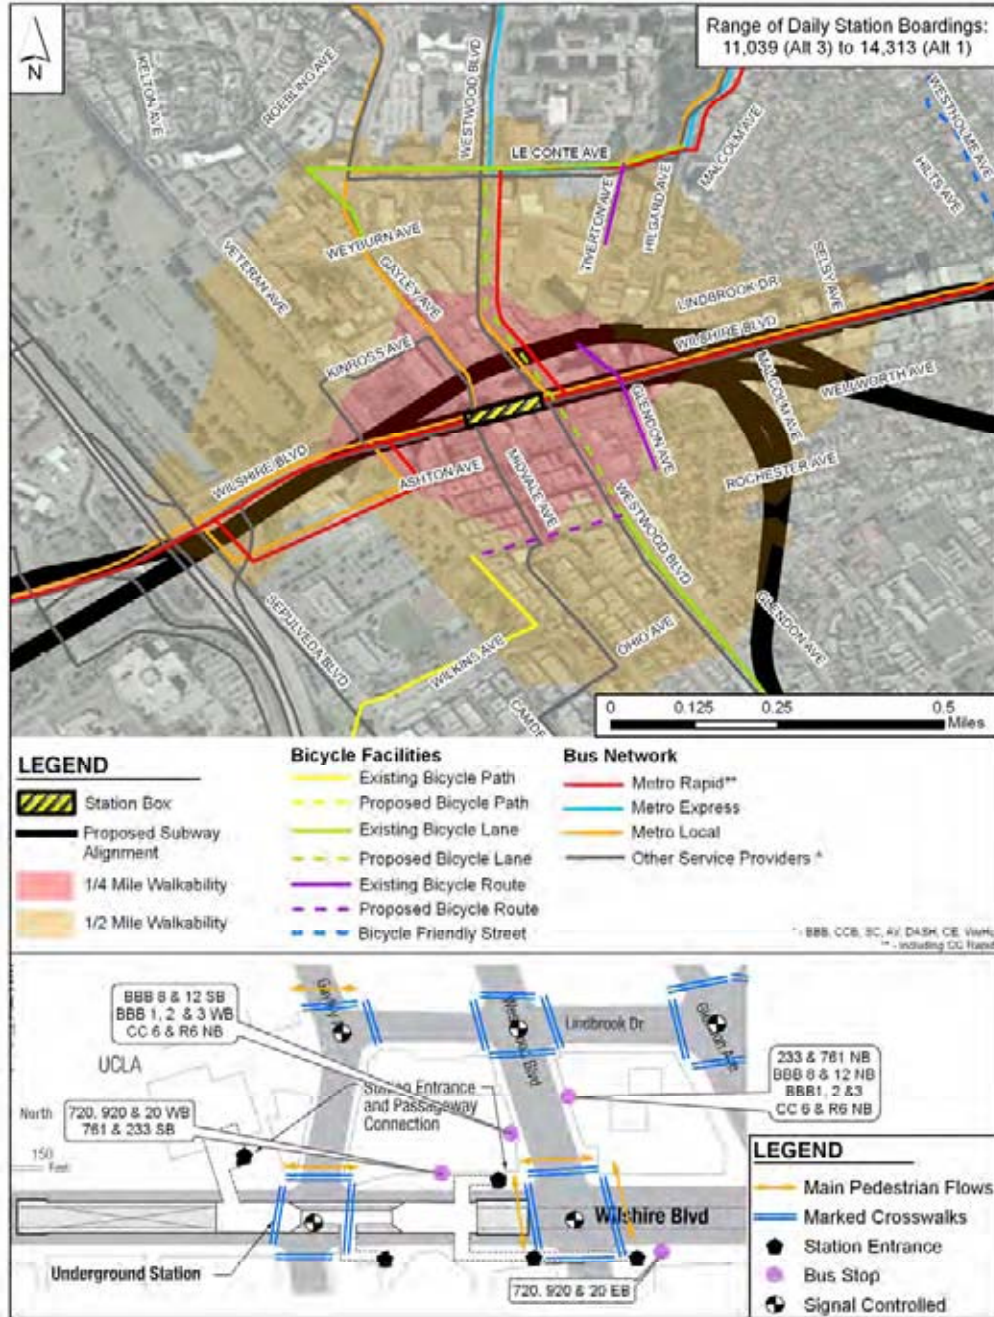 Range of Daily Station Boardings:
11,039 (Alt 3) to 14,313 (Alt 1)
N
KELTON AVE
ROEBLING AVE
WESTWOOD BLVD
LE CONTE AVE
MALCOLM AVE
WESTHOLME AVE
HILTS AVE
TIVERTON AVE
HILGARD AVE
WEYBURN AVE
VETERAN AVE
GAYLEY AVE
SELBY AVE
LINDBROOK DR
WILSHIRE BLVD
KINROSS AVE
MALCOLM AVE
WELLWORTH AVE
GLENDON AVE
WILSHIRE BLVD
ASHTON AVE
MIDVALE AVE
ROCHESTER AVE
WESTWOOD BLVD
SEPULVEDA BLVD
WILKINS AVE
OHIO AVE
GLENDON AVE
CAMDE
0 0.125 0.25 0.5
Miles
LEGEND
Station Box
Proposed Subway
Alignment
1/4 Mile Walkability
1/2 Mile Walkability
Bicycle Facilities
Existing Bicycle Path
Proposed Bicycle Path
Existing Bicycle Lane
Proposed Bicycle Lane
Existing Bicycle Route
Proposed Bicycle Route
Bicycle Friendly Street
Bus Network
Metro Rapid**
Metro Express
Metro Local
Other Service Providers *
* - BBB, CCB, SC, AV, DASH, CE,
** - Including CC Rapid
BBB 8 & 12 SB
BBB 1, 2 & 3 WB
CC 6 & R6 NB
Lindbrook Dr
UCLA
Station Entrance
and Passageway
Connection
233 & 761 NB
BBB 8 & 12 NB
BBB1, 2 &3
CC 6 & R6 NB
North
720, 920 & 20 WB
761 & 233 SB
150
Feet
Wilshire Blvd
Underground Station
720, 920 & 20 EB
LEGEND
Main Pedestrian Flows
Marked Crosswalks
Station Entrance
Bus Stop
Signal Controlled